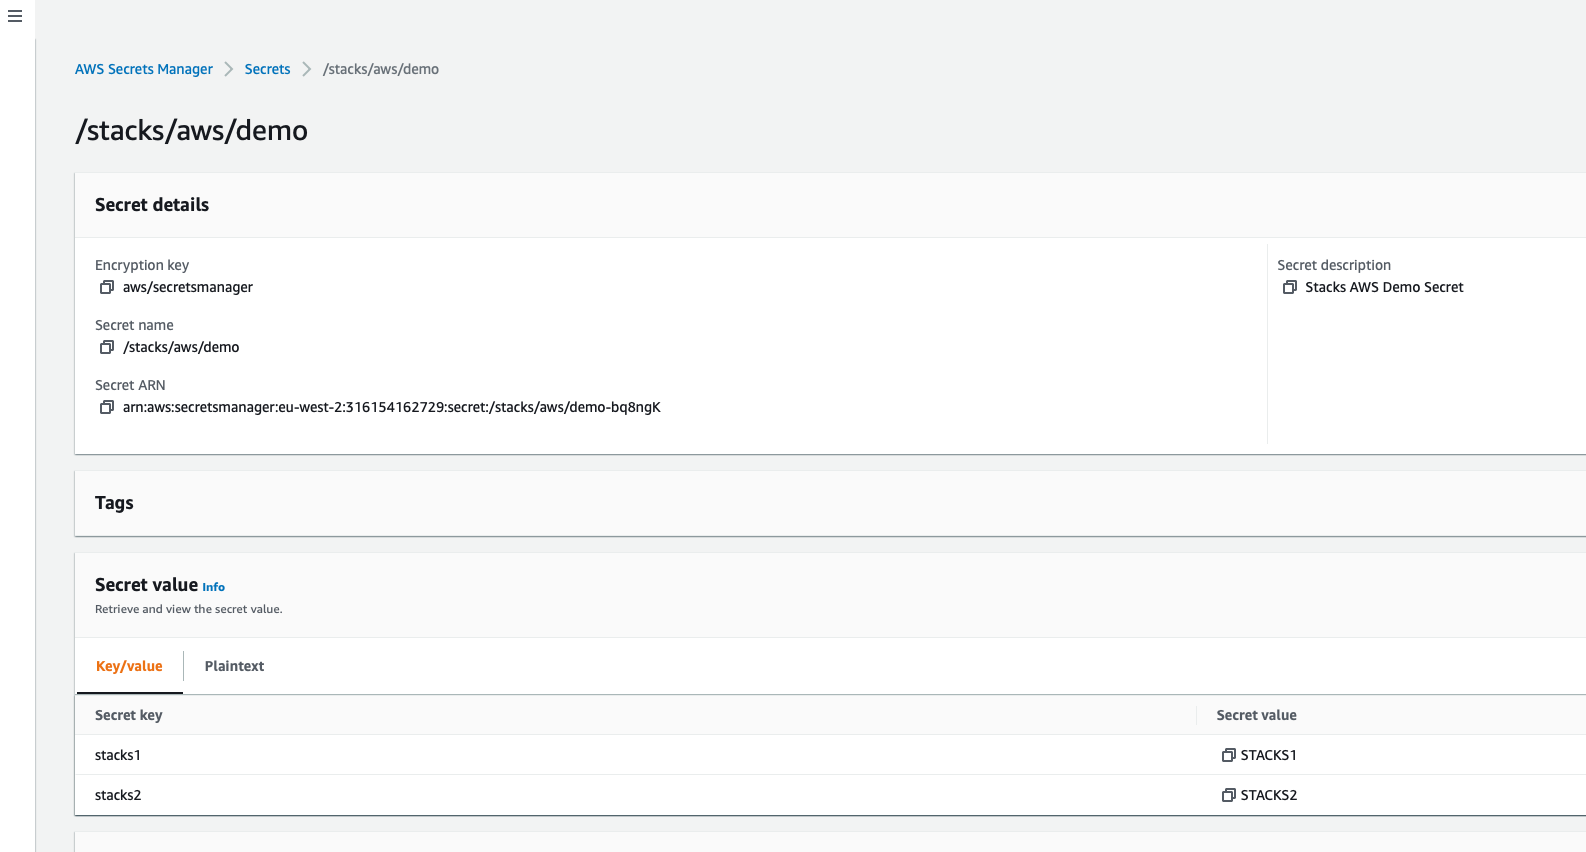 AWS Secrets Manager > Secrets > /stacks/aws/demo
/stacks/aws/demo
Secret details
Encryption key
aws/secretsmanager
Secret name
/stacks/aws/demo
Secret ARN
arn:aws:secretsmanager:eu-west-2:316154162729:secret:/stacks/aws/demo-bq8ngK
Secret description
Stacks AWS Demo Secret
Tags
Secret value Info
Retrieve and view the secret value.
Key/value Plaintext
Secret key Secret value
stacks1 STACKS1
stacks2 STACKS2